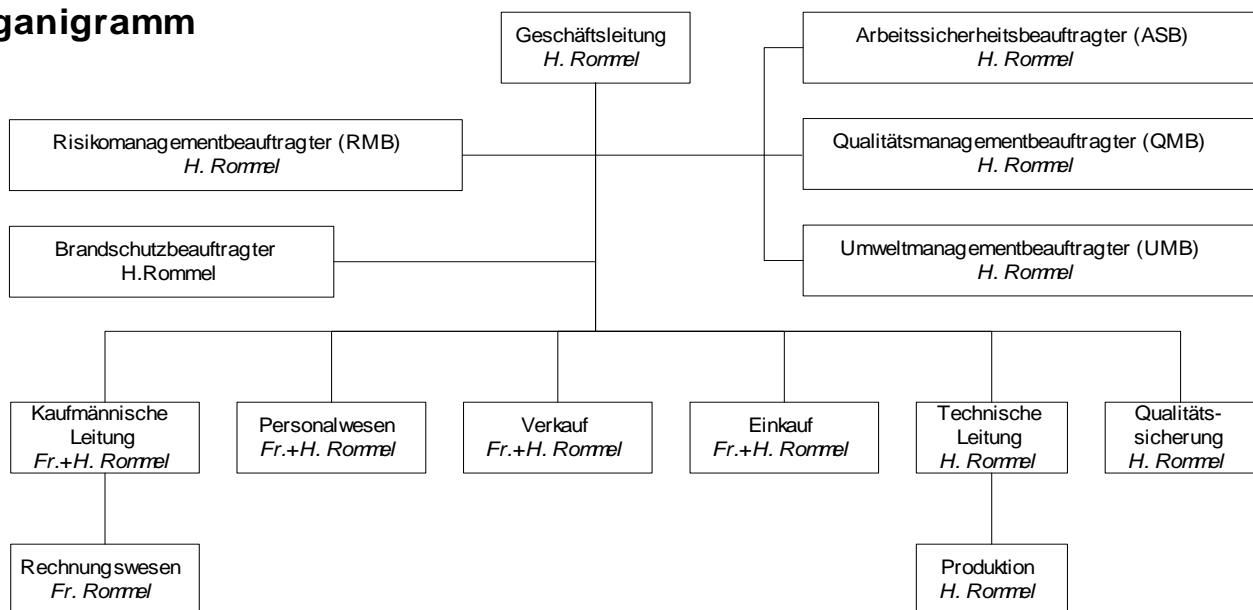 ganigramm
Geschäftsleitung
H. Rommel
Arbeitssicherheitsbeauftragter (ASB)
H. Rommel
Risikomanagementbeauftragter (RMB)
H. Rommel
Qualitätsmanagementbeauftragter (QMB)
H. Rommel
Brandschutzbeauftragter
H.Rommel
Umweltmanagementbeauftragter (UMB)
H. Rommel
Kaufmännische
Leitung
Fr.+H. Rommel
Personalwesen
Fr.+H. Rommel
Verkauf
Fr.+H. Rommel
Einkauf
Fr.+H. Rommel
Technische
Leitung
H. Rommel
Qualitäts-
sicherung
H. Rommel
Rechnungswesen
Fr. Rommel
Produktion
H. Rommel